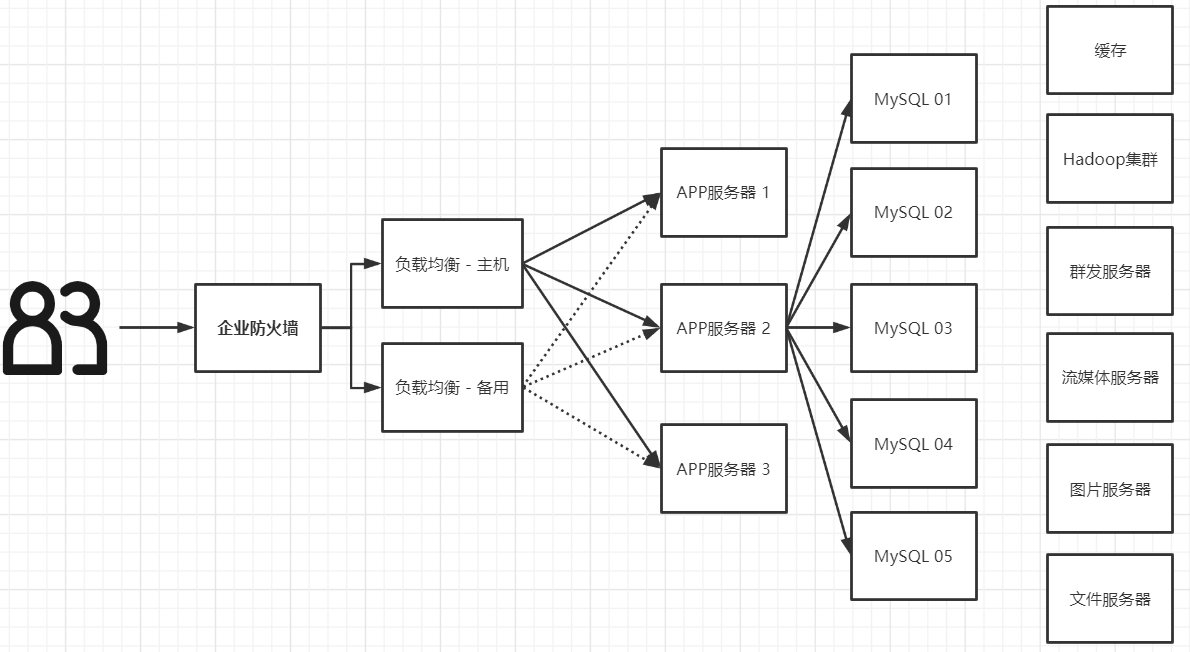 企业防火墙
负载均衡 - 主机
负载均衡 - 备用
APP服务器 1
APP服务器 2
APP服务器 3
MySQL 01
MySQL 02
MySQL 03
MySQL 04
MySQL 05
缓存
Hadoop集群
群发服务器
流媒体服务器
图片服务器
文件服务器